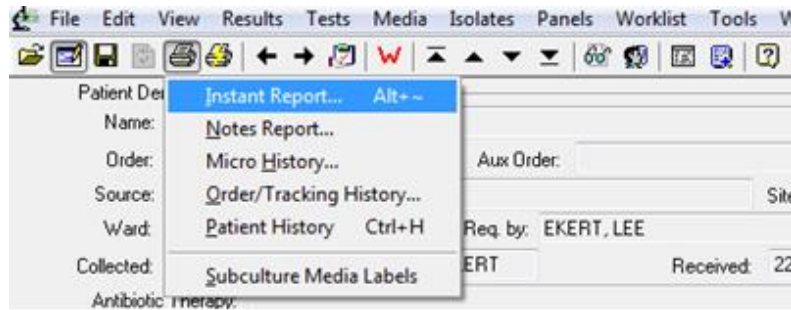 File Edit View Results Tests Media Isolates Panels Worklist Tools
W
Patient De
Instant Report... Alt+~
Name:
Notes Report...
Order:
Micro History...
Aux Order:
Source:
Order/Tracking History...
Site
Ward:
Patient History Ctrl+H
Req. by: EKERT, LEE
Collected:
ERT
Received: 22
Subculture Media Labels
Antibiotic Therapy: